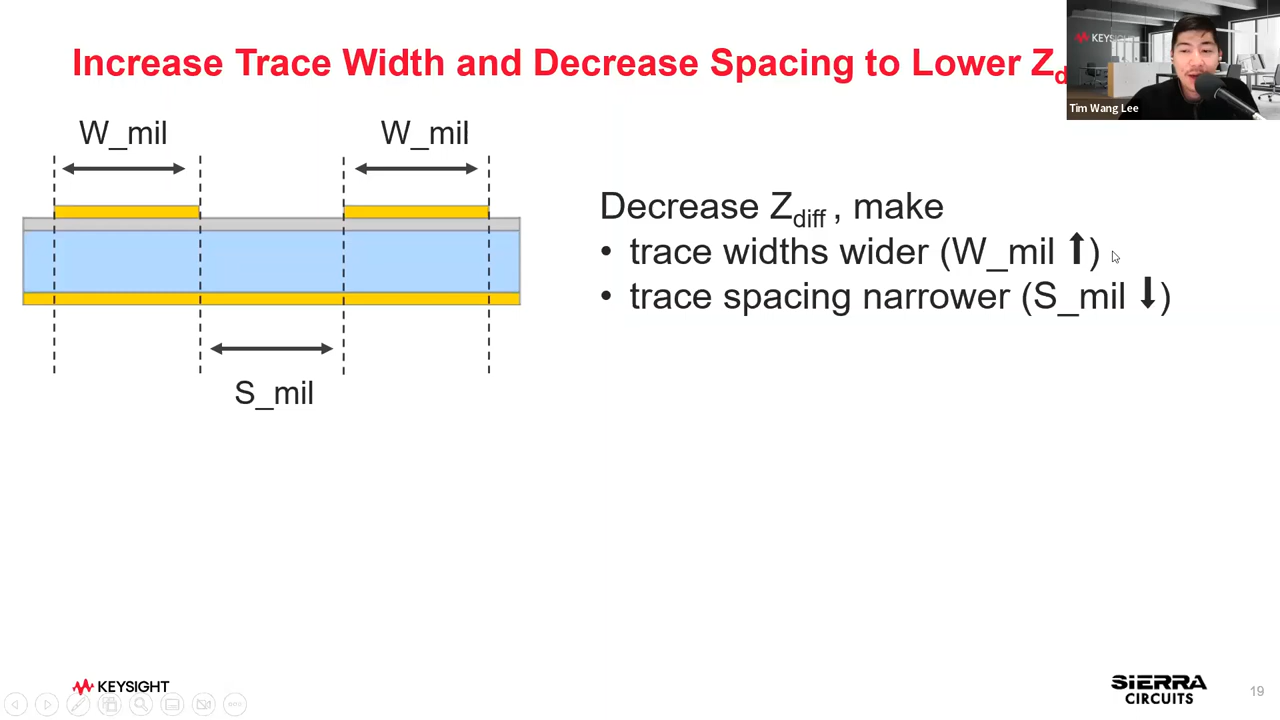 Increase Trace Width and Decrease Spacing to Lower Zd
KEYSIGHT
Tim Wang Lee
W_mil W_mil
Decrease Zdiff , make
• trace widths wider (W_mil ⬆)
• trace spacing narrower (S_mil ⬇)
S_mil
KEYSIGHT
SIERRA
CIRCUITS
19